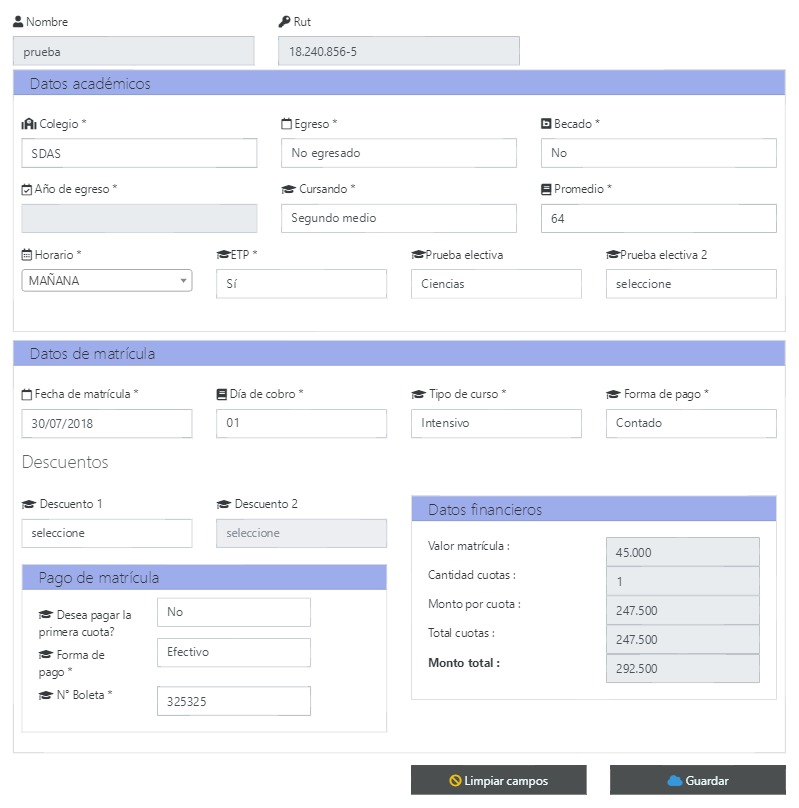 Nombre
Rut
prueba
18.240.856-5
Datos académicos
Colegio *
Egreso *
Becado *
SDAS
No egresado
No
Año de egreso *
Cursando *
Promedio *
Segundo medio
64
Horario *
ETP *
Prueba electiva
Prueba electiva 2
MAÑANA
Sí
Ciencias
seleccione
Datos de matrícula
Fecha de matrícula *
Día de cobro *
Tipo de curso *
Forma de pago *
30/07/2018
01
Intensivo
Contado
Descuentos
Descuento 1
Descuento 2
seleccione
seleccione
Pago de matrícula
Desea pagar la
primera cuota?
No
Forma de
pago *
Efectivo
N° Boleta *
325325
Datos financieros
Valor matrícula :
45.000
Cantidad cuotas :
1
Monto por cuota :
247.500
Total cuotas :
247.500
Monto total :
292.500
Limpiar campos
Guardar